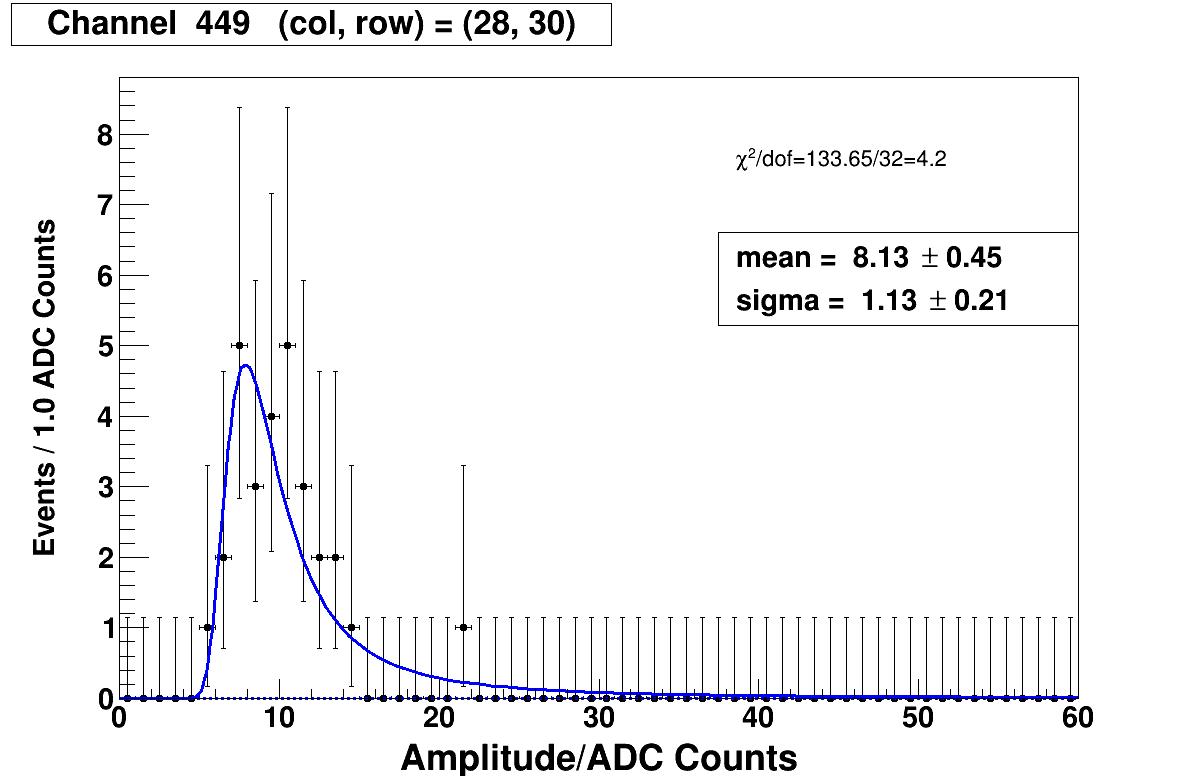 Channel 449 (col, row) = (28, 30)
χ²/dof=133.65/32=4.2
mean = 8.13 ± 0.45
sigma = 1.13 ± 0.21
Events / 1.0 ADC Counts
8
7
6
5
4
3
2
1
0
0 10 20 30 40 50 60
Amplitude/ADC Counts